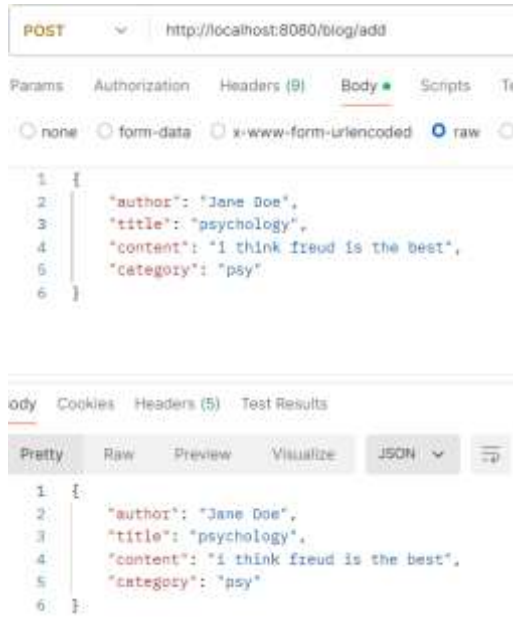 POST http://localhost:8080/blog/add
Params Authorization Headers (9) Body Scripts
none form-data x-www-form-urlencoded raw
1 {
2 "author": "Jane Doe",
3 "title": "psychology",
4 "content": "i think freud is the best",
5 "category": "psy"
6 }
ody Cookies Headers (5) Test Results
Pretty Raw Preview Visualize JSON
1 {
2 "author": "Jane Doe",
3 "title": "psychology",
4 "content": "i think freud is the best",
5 "category": "psy"
6 }